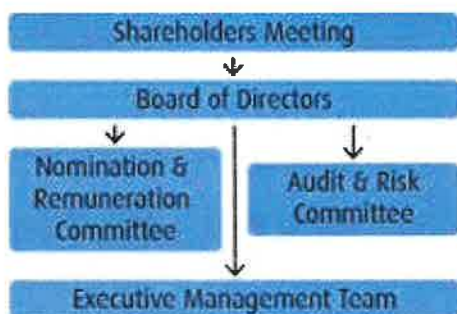 Shareholders Meeting
Board of Directors
Nomination &
Remuneration
Committee
Audit & Risk
Committee
Executive Management Team